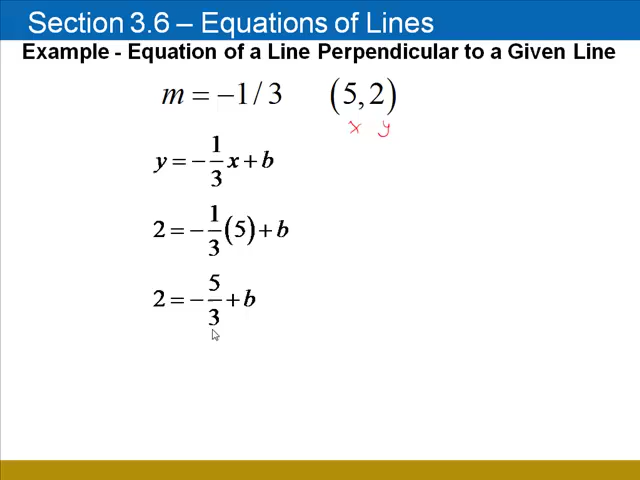 Section 3.6 – Equations of Lines
Example - Equation of a Line Perpendicular to a Given Line
m = −1/3 (5, 2)
x y
y = −1/3 x + b
2 = −1/3 (5) + b
2 = −5/3 + b